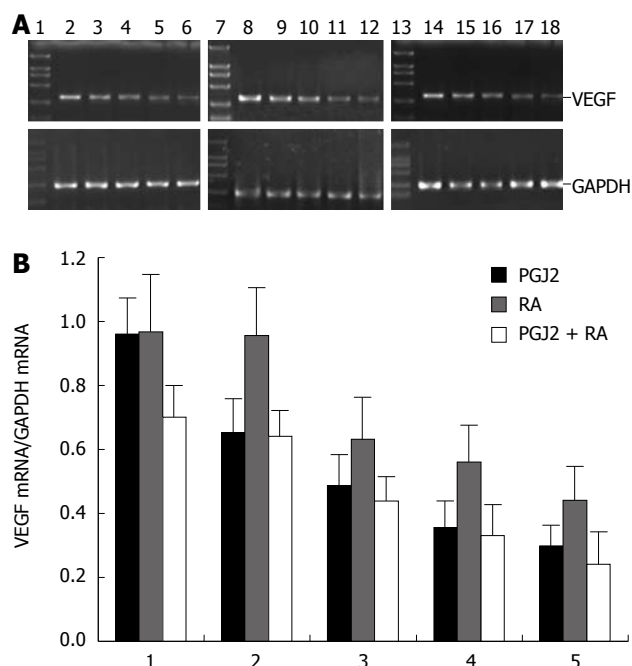 A 1 2 3 4 5 6 7 8 9 10 11 12 13 14 15 16 17 18
VEGF
GAPDH
B
1.2
1.0
0.8
0.6
0.4
0.2
0.0
VEGF mRNA/GAPDH mRNA
PGJ2
RA
PGJ2 + RA
1 2 3 4 5